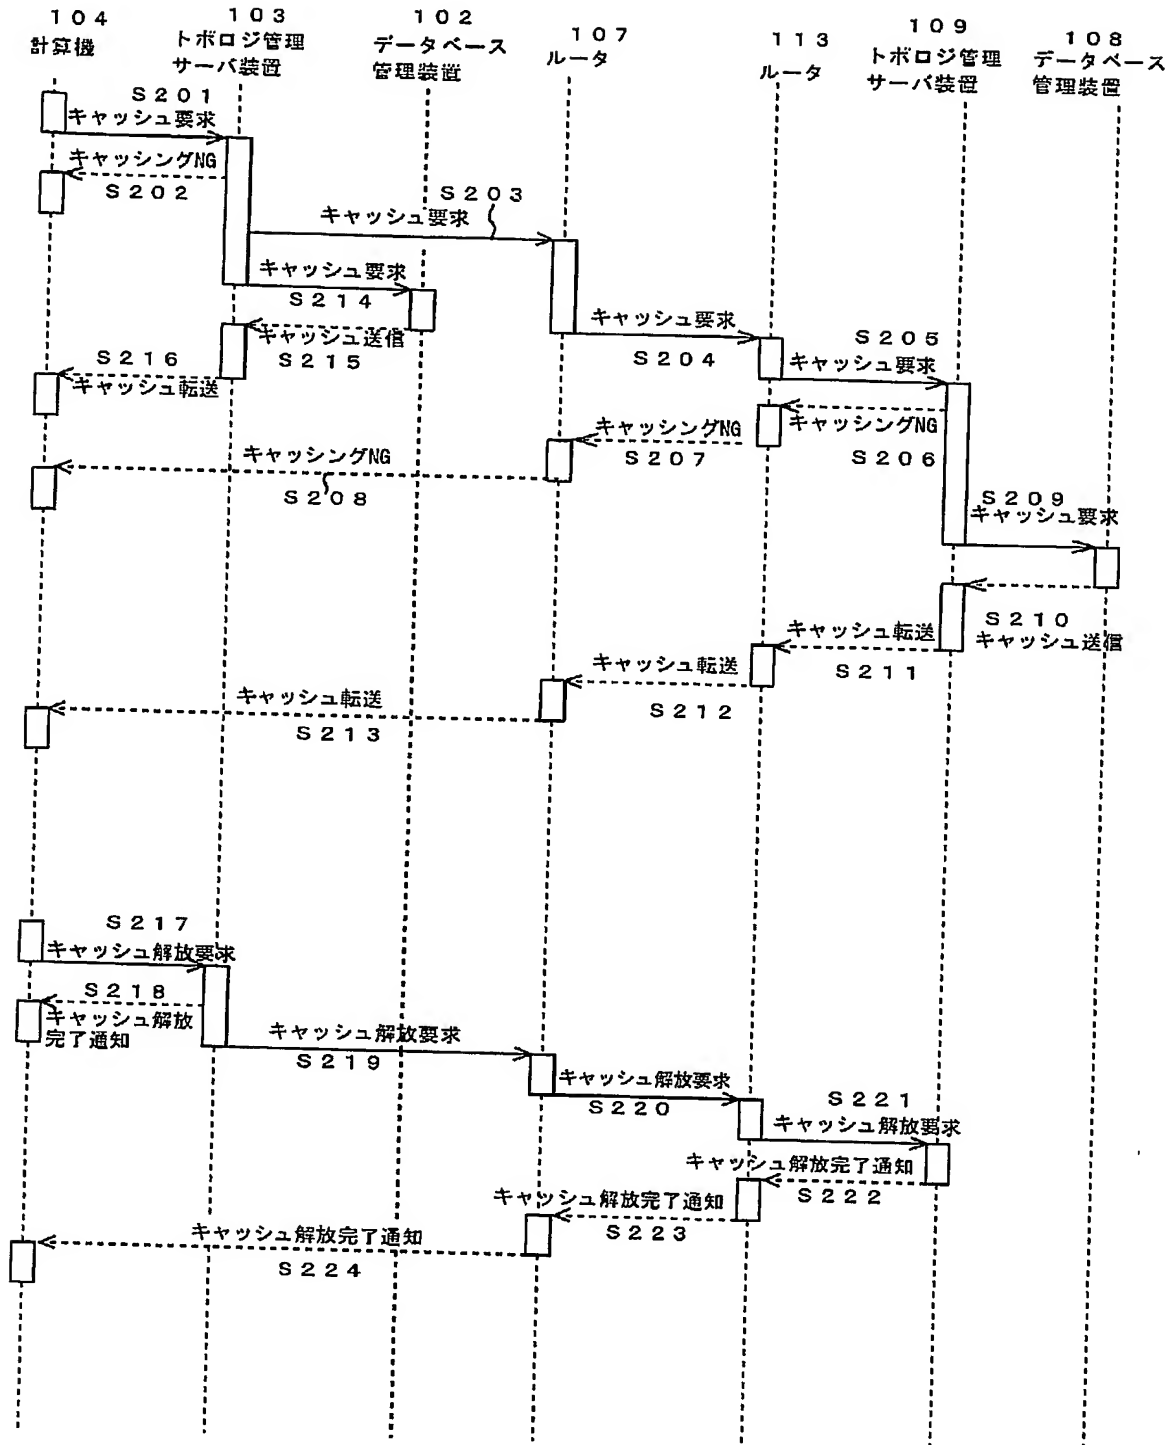 104
計算機
103
トポロジ管理
サーバ装置
102
データベース
管理装置
107
ルータ
113
ルータ
109
トポロジ管理
サーバ装置
108
データベース
管理装置
S201
キャッシュ要求
キャッシングNG
S202
S203
キャッシュ要求
キャッシュ要求
S214
キャッシュ送信
S215
S216
キャッシュ転送
キャッシュ要求
S204
S205
キャッシュ要求
キャッシングNG
S206
キャッシングNG
S207
キャッシングNG
S208
S209
キャッシュ要求
S210
キャッシュ送信
キャッシュ転送
S211
キャッシュ転送
S212
キャッシュ転送
S213
S217
キャッシュ解放要求
S218
キャッシュ解放
完了通知
キャッシュ解放要求
S219
キャッシュ解放要求
S220
S221
キャッシュ解放要求
キャッシュ解放完了通知
S222
キャッシュ解放完了通知
S223
キャッシュ解放完了通知
S224